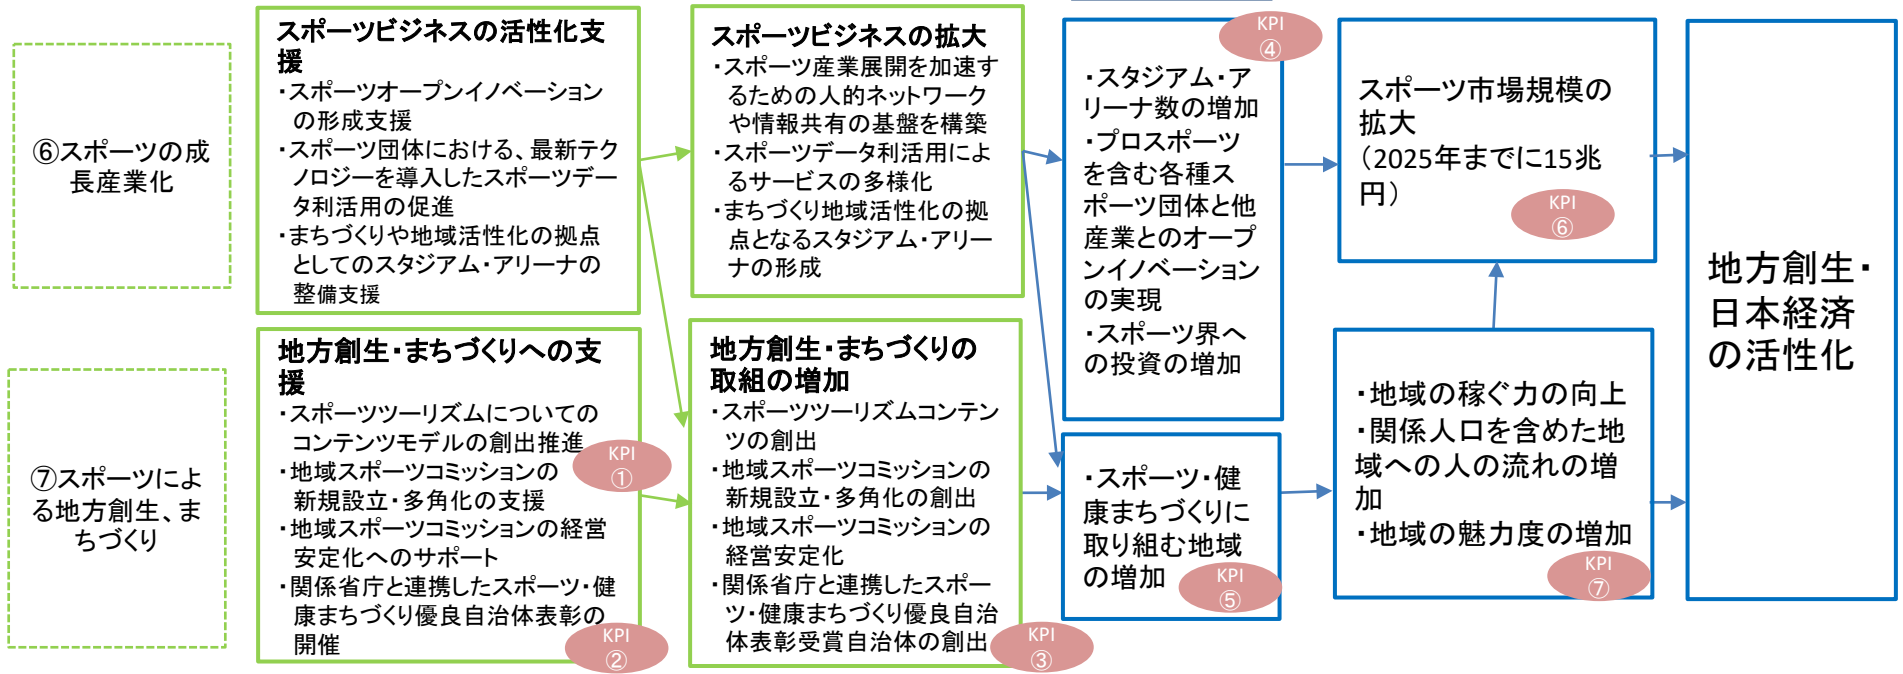 ⑥スポーツの成
長産業化
スポーツビジネスの活性化支
援
・スポーツオープンイノベーション
の形成支援
・スポーツ団体における、最新テク
ノロジーを導入したスポーツデー
タ利活用の促進
・まちづくりや地域活性化の拠点
としてのスタジアム・アリーナの
整備支援
スポーツビジネスの拡大
・スポーツ産業展開を加速す
るための人的ネットワーク
や情報共有の基盤を構築
・スポーツデータ利活用によ
るサービスの多様化
・まちづくり地域活性化の拠
点となるスタジアム・アリー
ナの形成
KPI
④
・スタジアム・ア
リーナ数の増加
・プロスポーツ
を含む各種ス
ポーツ団体と他
産業とのオープ
ンイノベーション
の実現
・スポーツ界へ
の投資の増加
スポーツ市場規模の
拡大
（2025年までに15兆
円）
KPI
⑥
地方創生・
日本経済
の活性化
⑦スポーツによ
る地方創生、ま
ちづくり
地方創生・まちづくりへの支
援
・スポーツツーリズムについての
コンテンツモデルの創出推進
・地域スポーツコミッションの
新規設立・多角化の支援
・地域スポーツコミッションの経営
安定化へのサポート
・関係省庁と連携したスポーツ・健
康まちづくり優良自治体表彰の
開催
KPI
①
KPI
②
地方創生・まちづくりの
取組の増加
・スポーツツーリズムコンテン
ツの創出
・地域スポーツコミッションの
新規設立・多角化の創出
・地域スポーツコミッションの
経営安定化
・関係省庁と連携したスポー
ツ・健康まちづくり優良自治
体表彰受賞自治体の創出
KPI
③
・スポーツ・健
康まちづくりに
取り組む地域
の増加
KPI
⑤
・地域の稼ぐ力の向上
・関係人口を含めた地
域への人の流れの増
加
・地域の魅力度の増加
KPI
⑦